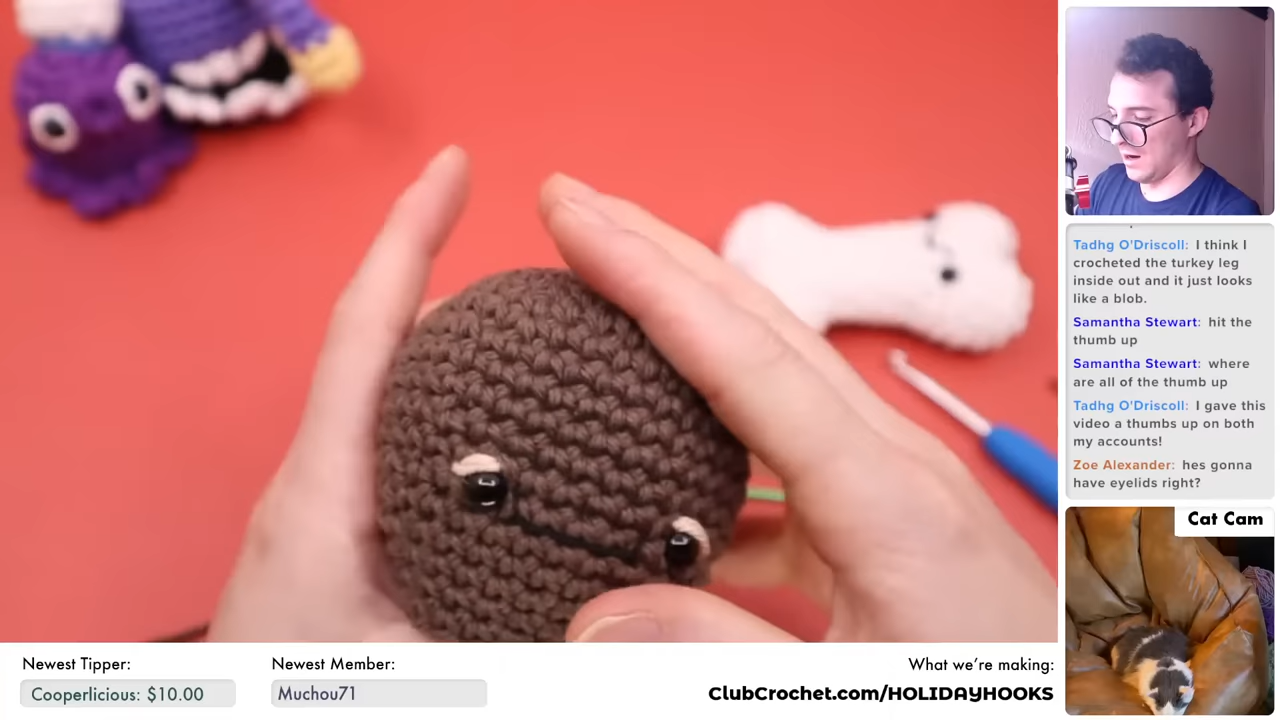 Tadhg O'Driscoll: I think I
crocheted the turkey leg
inside out and it just looks
like a blob.
Samantha Stewart: hit the
thumb up
Samantha Stewart: where
are all of the thumb up
Tadhg O'Driscoll: I gave this
video a thumbs up on both
my accounts!
Zoe Alexander: hes gonna
have eyelids right?
Cat Cam
Newest Tipper:
Cooperlicious: $10.00
Newest Member:
Muchou71
What we're making:
ClubCrochet.com/HOLIDAYHOOKS